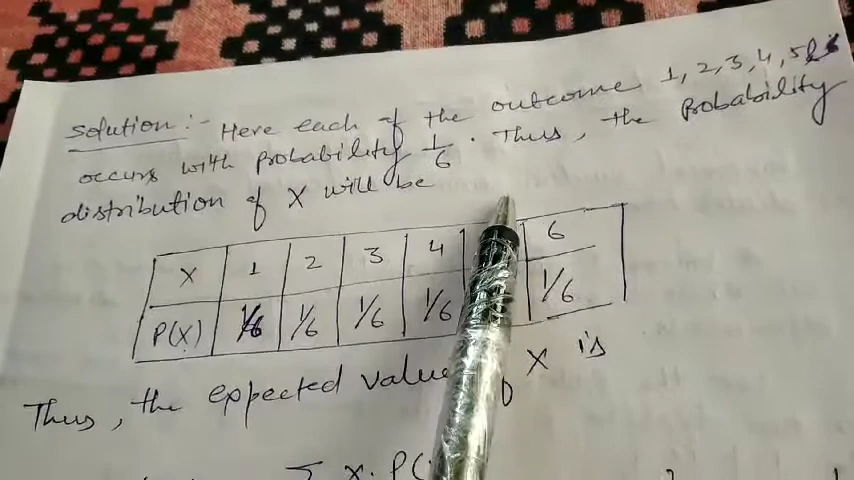 Solution :- Here each of the outcome 1, 2, 3, 4, 5 & 6
occurs with probability 1/6 . Thus, the probability
distribution of X will be
X 1 2 3 4 6
P(X) 1/6 1/6 1/6 1/6 1/6
Thus, the expected value X is
Σ X. P(